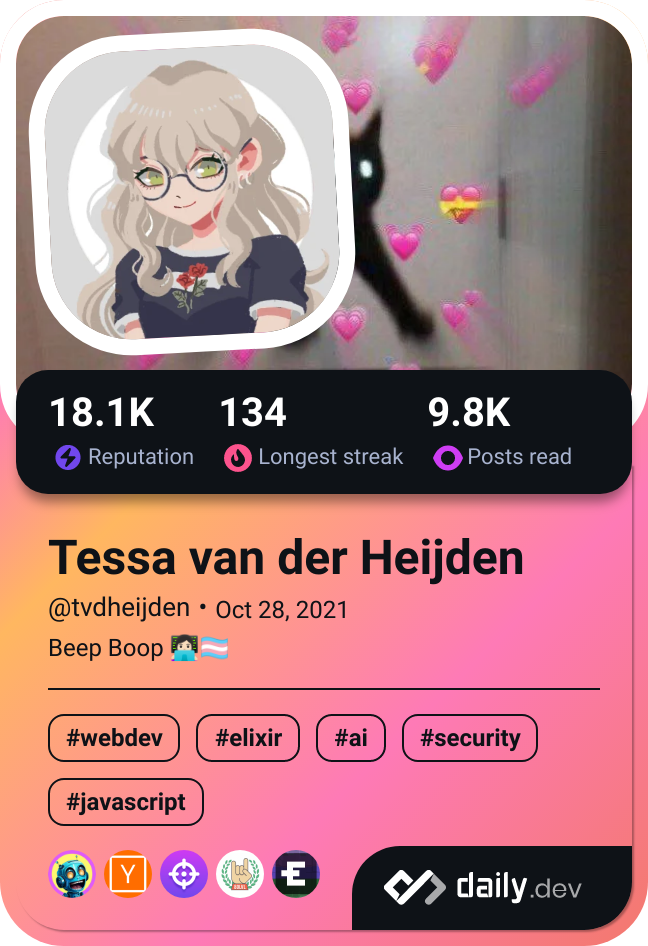 18.1K 134 9.8K
Reputation Longest streak Posts read
Tessa van der Heijden
@tvdheijden • Oct 28, 2021
Beep Boop 👩🏻‍💻🏳️‍⚧️
#webdev #elixir #ai #security
#javascript
Y E daily.dev